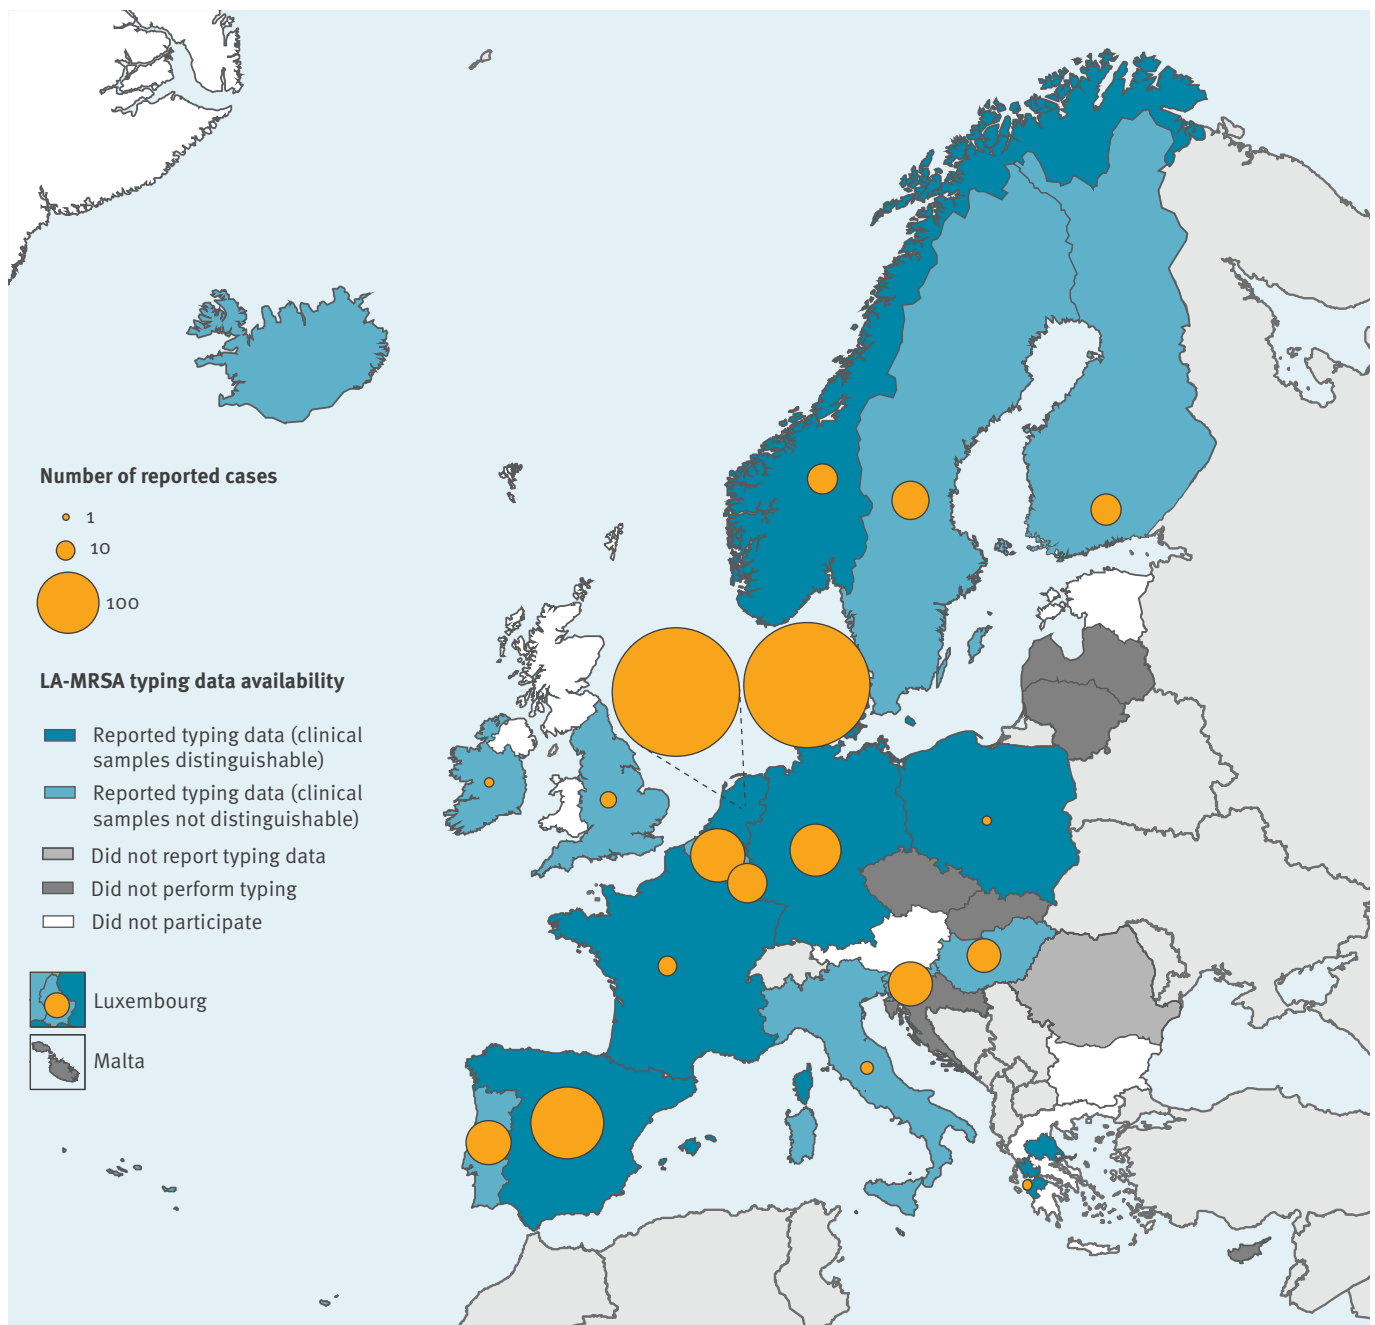 Number of reported cases
1
10
100
LA-MRSA typing data availability
Reported typing data (clinical
samples distinguishable)
Reported typing data (clinical
samples not distinguishable)
Did not report typing data
Did not perform typing
Did not participate
Luxembourg
Malta